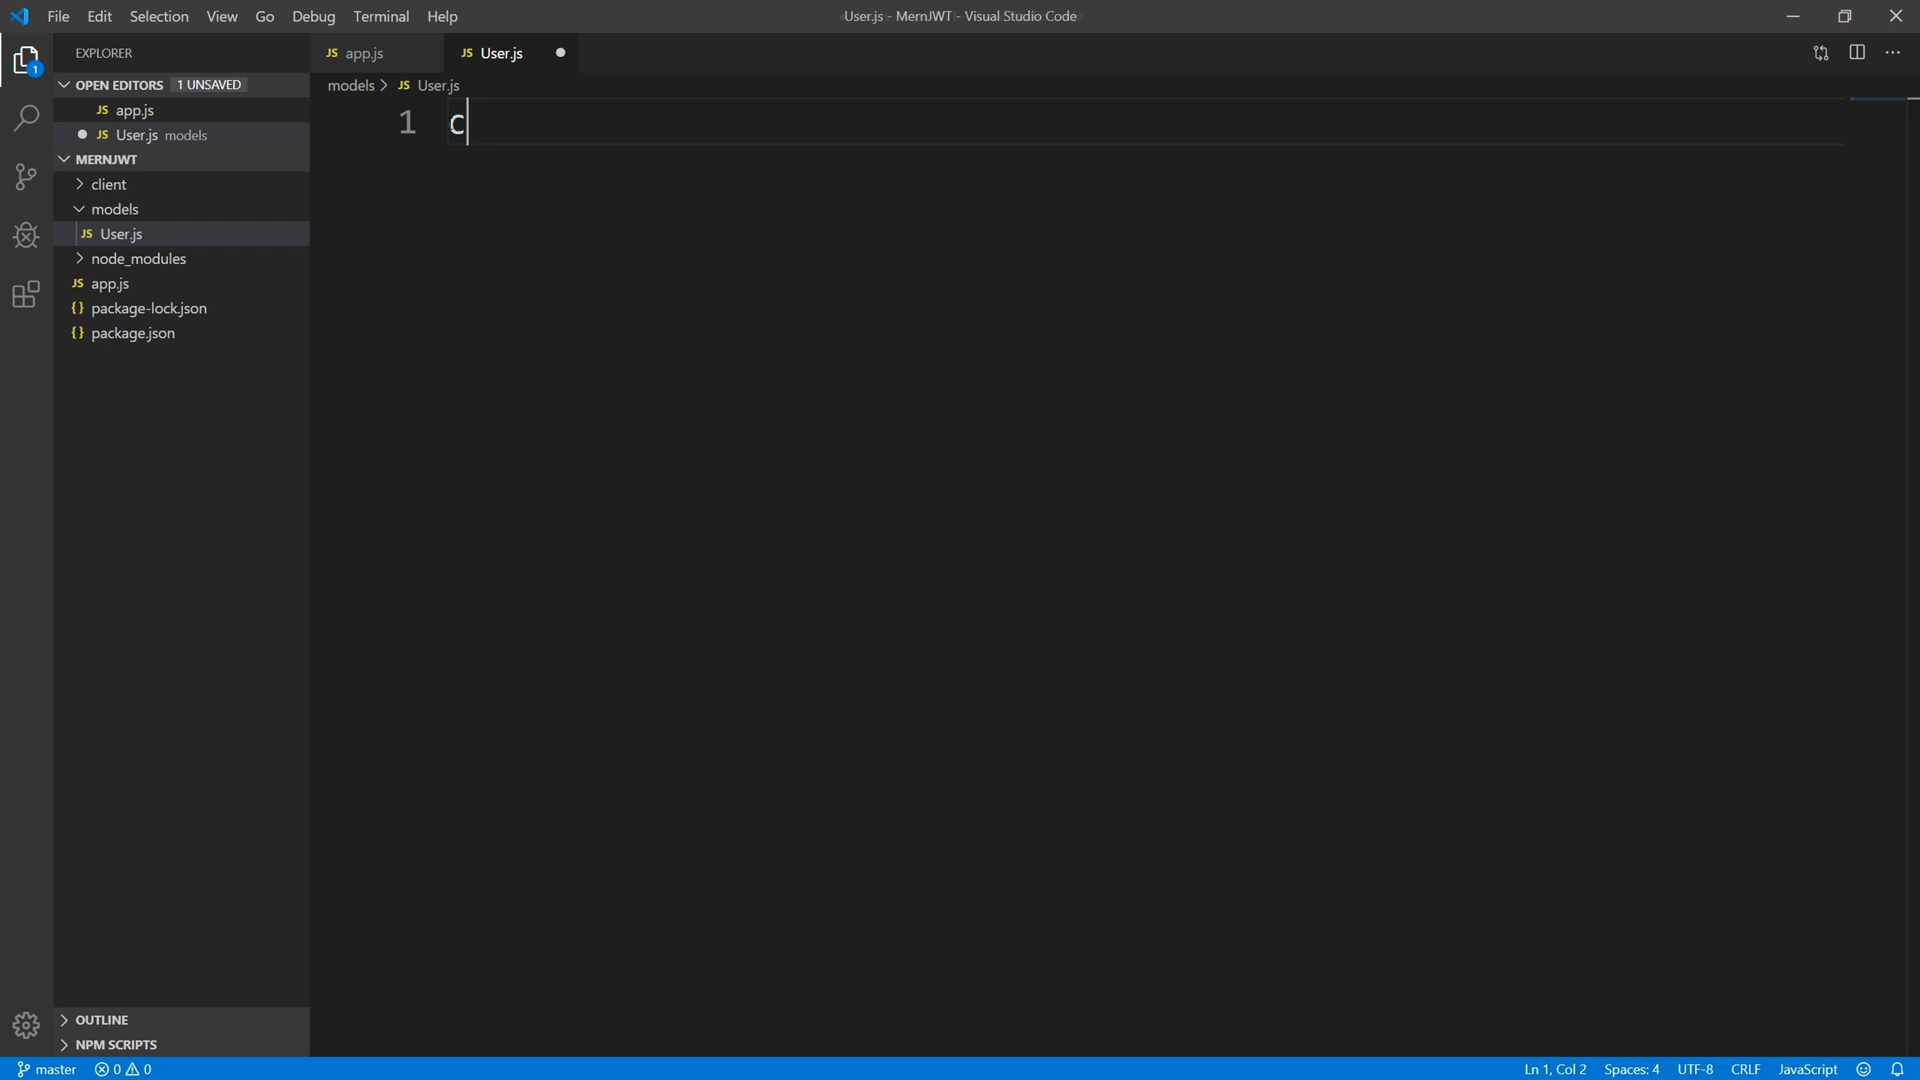 File Edit Selection View Go Debug Terminal Help
User.js - MernJWT - Visual Studio Code
EXPLORER
JS app.js
JS User.js
1
OPEN EDITORS 1 UNSAVED
models > JS User.js
JS app.js
JS User.js models
1 c
MERNJWT
client
models
JS User.js
node_modules
JS app.js
{} package-lock.json
{} package.json
OUTLINE
NPM SCRIPTS
master 0 0
Ln 1, Col 2 Spaces: 4 UTF-8 CRLF JavaScript